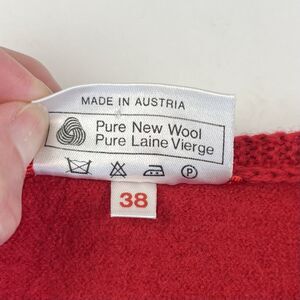 MADE IN AUSTRIA
Pure New Wool
Pure Laine Vierge
P
38